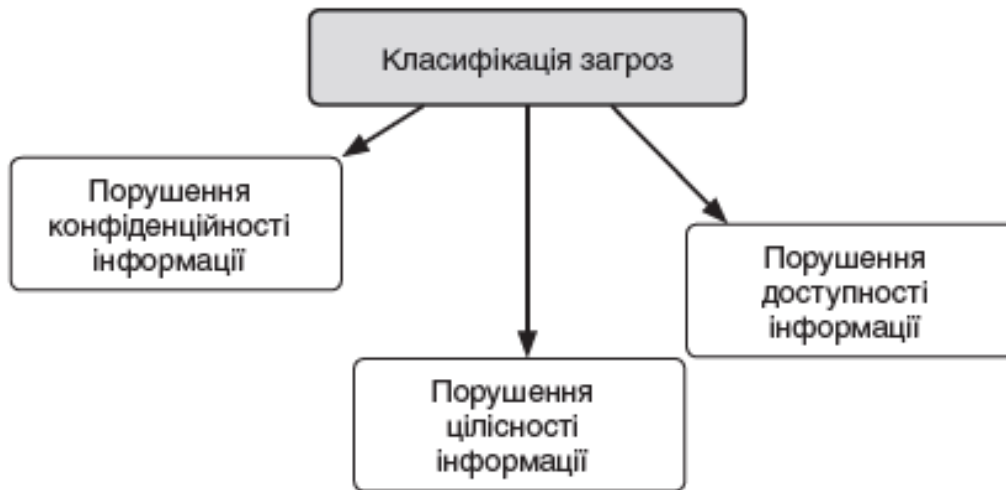 Класифікація загроз
Порушення
конфіденційності
інформації
Порушення
цілісності
інформації
Порушення
доступності
інформації